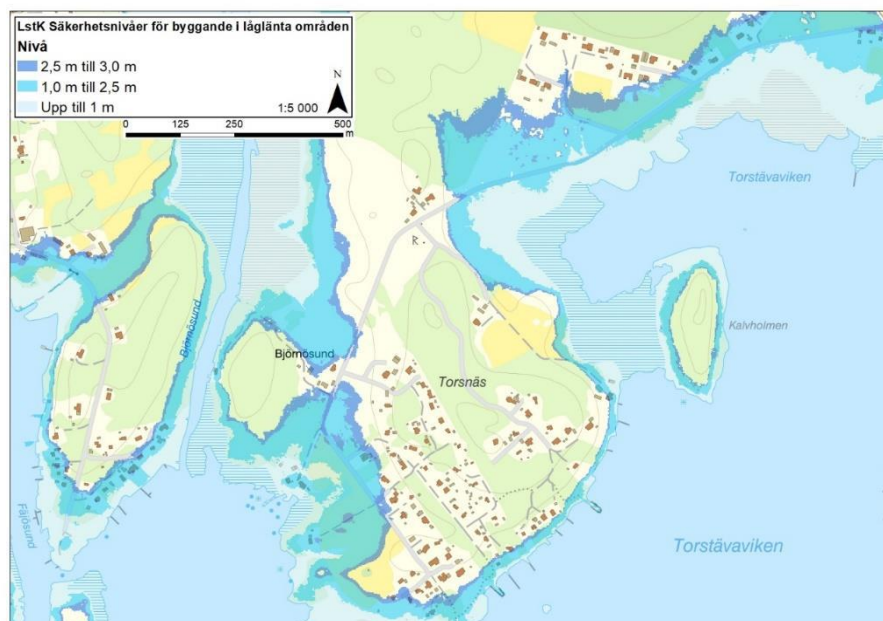 LstK Säkerhetsnivåer för byggande i låglänta områden
Nivå
2,5 m till 3,0 m
1,0 m till 2,5 m
Upp till 1 m
N
1:5 000
0 125 250 500
m
Torstävaviken
R
Björnösund
Kalvholmen
Björnösund
Torsnäs
Fäjösund
Torstävaviken